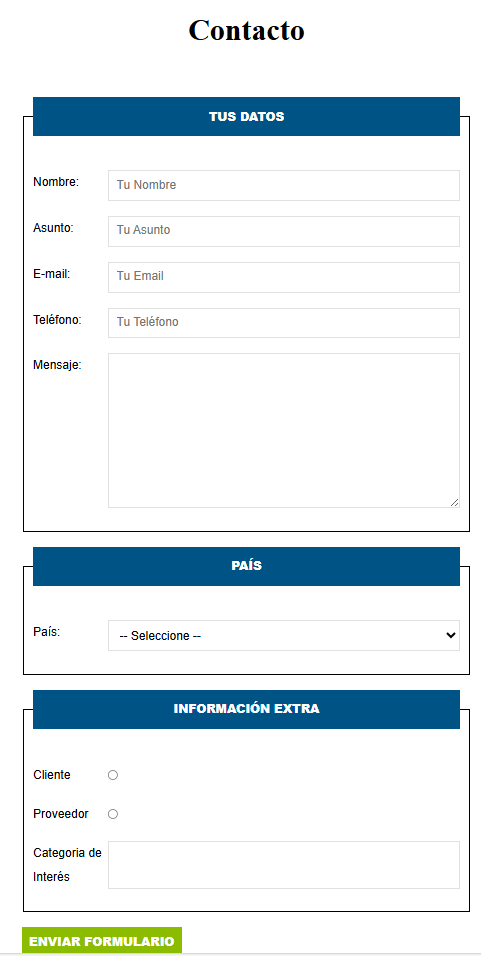 Contacto
TUS DATOS
Nombre:
Tu Nombre
Asunto:
Tu Asunto
E-mail:
Tu Email
Teléfono:
Tu Teléfono
Mensaje:
PAÍS
País:
-- Seleccione --
INFORMACIÓN EXTRA
Cliente
Proveedor
Categoria de
Interés
ENVIAR FORMULARIO